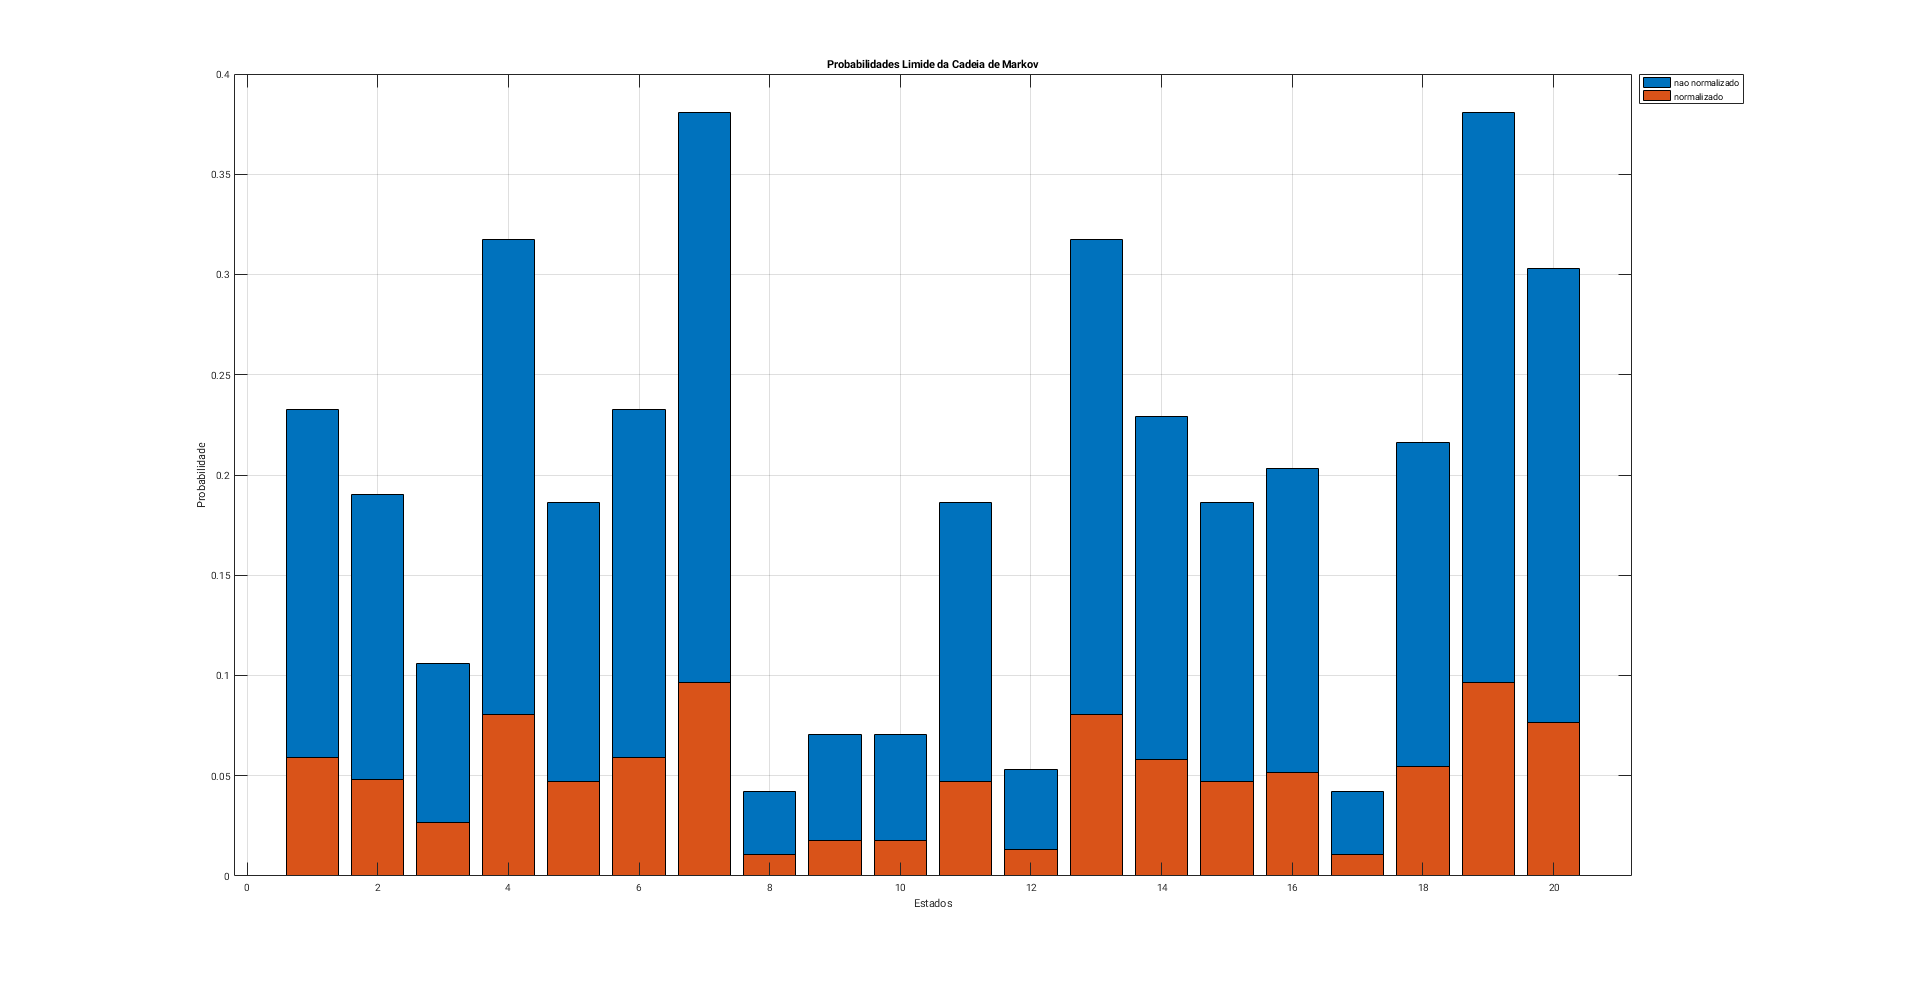 Probabilidades Limide da Cadeia de Markov
nao normalizado
normalizado
0.4
0.35
0.3
0.25
0.2
0.15
0.1
0.05
0
Probabilidade
0 2 4 6 8 10 12 14 16 18 20
Estados